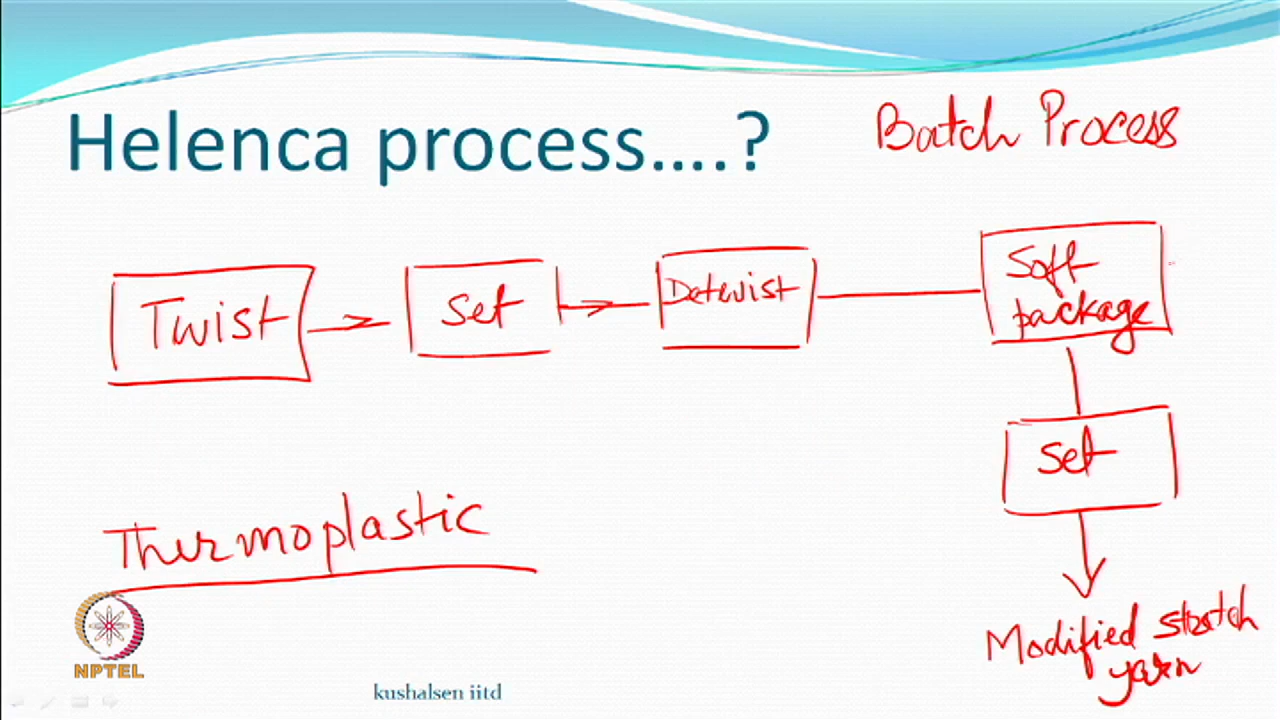 Helenca process....?
Batch Process
Twist
Set
Detwist
Soft
package
Set
Thermoplastic
Modified stretch
yarn
NPTEL
kushalsen iitd